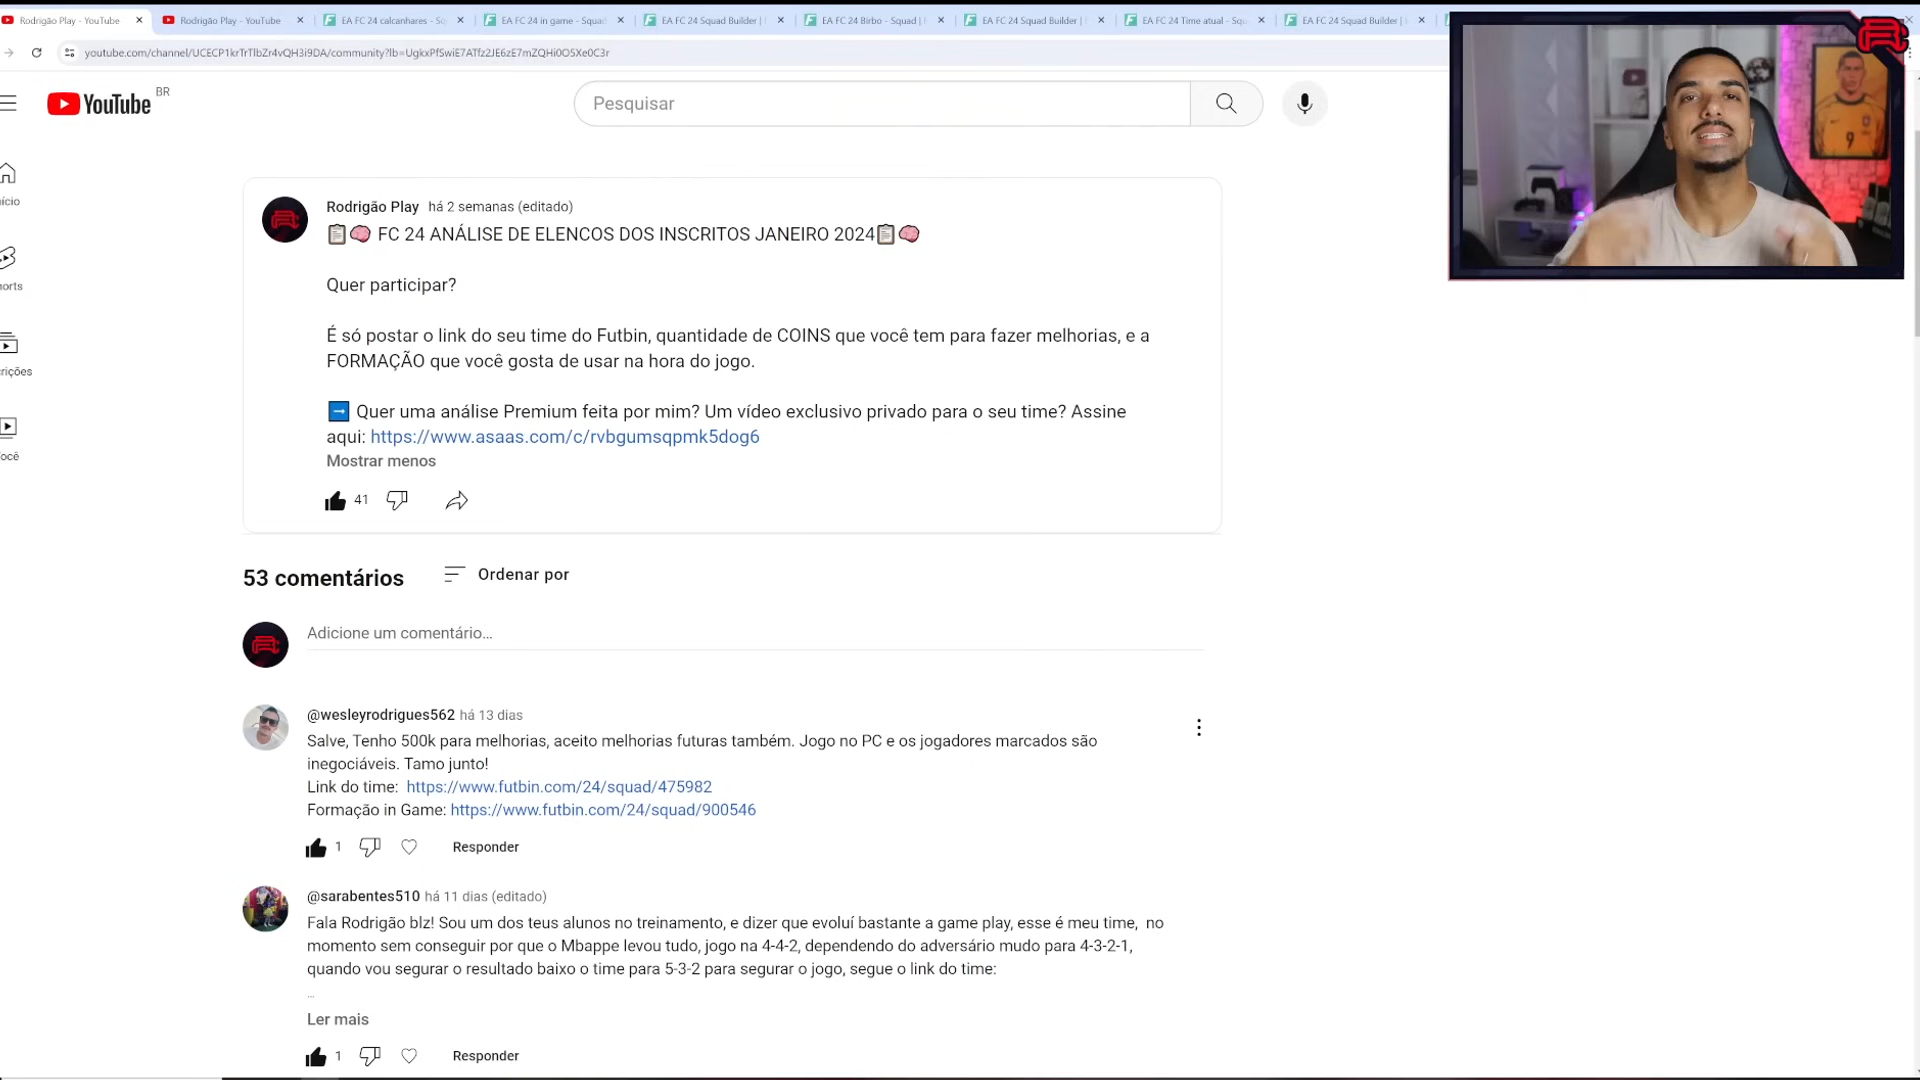 Rodrigão Play - YouTube
Rodrigão Play - YouTube
EA FC 24 calcanhares - Sq
EA FC 24 in game - Squad
EA FC 24 Squad Builder |
EA FC 24 Birbo - Squad |
EA FC 24 Squad Builder |
EA FC 24 Time atual - Squ
EA FC 24 Squad Builder |
YouTube
BR
Pesquisar
ício
horts
crições
ocê
Rodrigão Play há 2 semanas (editado)
📋🧠 FC 24 ANÁLISE DE ELENCOS DOS INSCRITOS JANEIRO 2024📋🧠
Quer participar?
É só postar o link do seu time do Futbin, quantidade de COINS que você tem para fazer melhorias, e a
FORMAÇÃO que você gosta de usar na hora do jogo.
➡️ Quer uma análise Premium feita por mim? Um vídeo exclusivo privado para o seu time? Assine
aqui: https://www.asaas.com/c/rvbgumsqpmk5dog6
Mostrar menos
41
53 comentários
Ordenar por
Adicione um comentário...
@wesleyrodrigues562 há 13 dias
Salve, Tenho 500k para melhorias, aceito melhorias futuras também. Jogo no PC e os jogadores marcados são
inegociáveis. Tamo junto!
Link do time: https://www.futbin.com/24/squad/475982
Formação in Game: https://www.futbin.com/24/squad/900546
1
Responder
@sarabentes510 há 11 dias (editado)
Fala Rodrigão blz! Sou um dos teus alunos no treinamento, e dizer que evoluí bastante a game play, esse é meu time, no
momento sem conseguir por que o Mbappe levou tudo, jogo na 4-4-2, dependendo do adversário mudo para 4-3-2-1,
quando vou segurar o resultado baixo o time para 5-3-2 para segurar o jogo, segue o link do time:
...
Ler mais
1
Responder
9